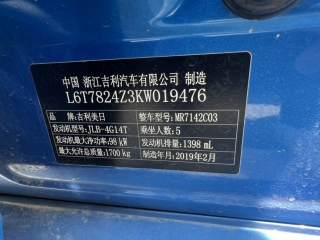 中国 浙江吉利汽车有限公司 制造
L6T7824Z3KW019476
品 牌：吉利美日 整车型号：MR7142C03
发动机型号：JLB-4G14T 乘坐人数：5
发动机最大净功率：98 kW 发动机排量：1398 mL
最大允许总质量：1700 kg 制造年月：2019年2月